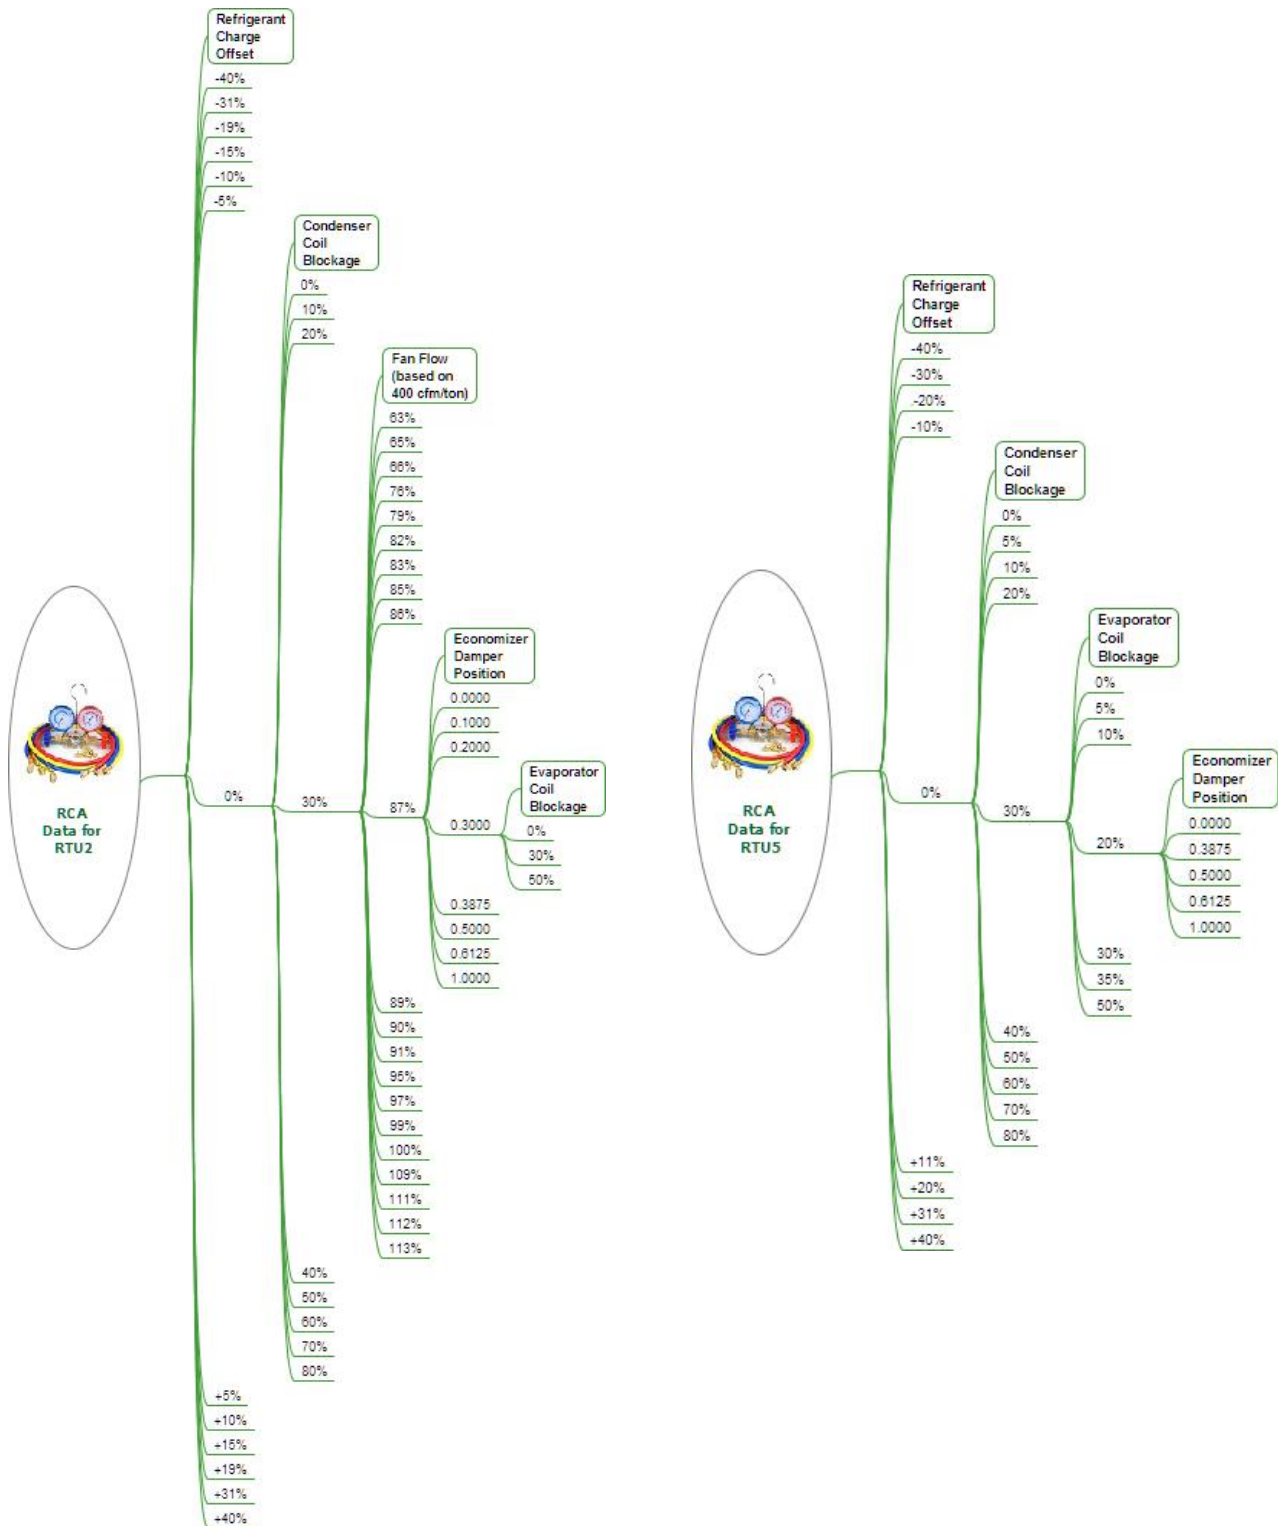 Refrigerant
Charge
Offset
-40%
-31%
-19%
-15%
-10%
-5%
Condenser
Coil
Blockage
0%
10%
20%
Fan Flow
(based on
400 cfm/ton)
63%
65%
66%
76%
79%
82%
83%
85%
86%
Economizer
Damper
Position
0.0000
0.1000
0.2000
Evaporator
Coil
Blockage
0%
30%
50%
RCA
Data for
RTU2
0%
30%
87%
0.3000
0.3875
0.5000
0.6125
1.0000
89%
90%
91%
95%
97%
99%
100%
109%
111%
112%
113%
40%
50%
60%
70%
80%
+5%
+10%
+15%
+19%
+31%
+40%
Refrigerant
Charge
Offset
-40%
-30%
.-20%
-10%
Condenser
Coil
Blockage
0%
5%
10%
20%
Evaporator
Coil
Blockage
0%
5%
10%
Economizer
Damper
Position
0.0000
0.3875
0.5000
0.6125
1.0000
RCA
Data for
RTU5
0%
30%
20%
30%
35%
50%
40%
50%
60%
70%
80%
+11%
+20%
+31%
+40%